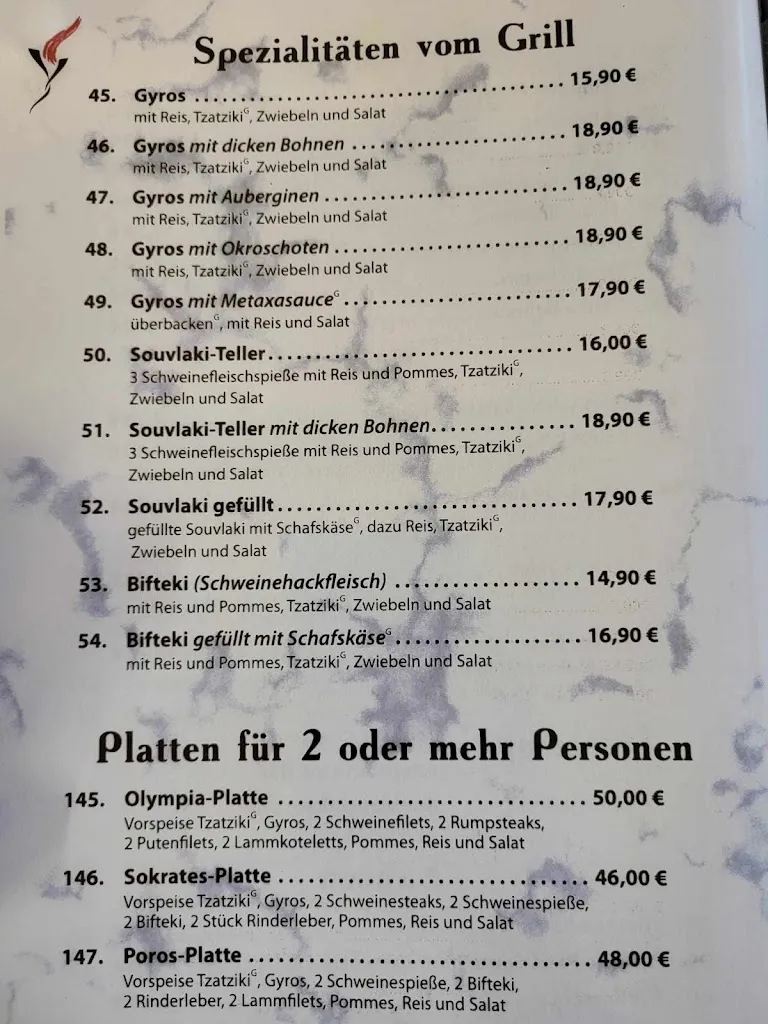 Spezialitäten vom Grill
45. Gyros ........................................ 15,90 €
mit Reis, Tzatziki^G, Zwiebeln und Salat
46. Gyros mit dicken Bohnen ................... 18,90 €
mit Reis, Tzatziki^G, Zwiebeln und Salat
47. Gyros mit Auberginen ...................... 18,90 €
mit Reis, Tzatziki^G, Zwiebeln und Salat
48. Gyros mit Okroschoten ..................... 18,90 €
mit Reis, Tzatziki^G, Zwiebeln und Salat
49. Gyros mit Metaxasauce^G .................... 17,90 €
überbacken^G, mit Reis und Salat
50. Souvlaki-Teller ............................ 16,00 €
3 Schweinefleischspieße mit Reis und Pommes, Tzatziki^G,
Zwiebeln und Salat
51. Souvlaki-Teller mit dicken Bohnen ............... 18,90 €
3 Schweinefleischspieße mit Reis und Pommes, Tzatziki^G,
Zwiebeln und Salat
52. Souvlaki gefüllt ........................... 17,90 €
gefüllte Souvlaki mit Schafskäse^G, dazu Reis, Tzatziki^G,
Zwiebeln und Salat
53. Bifteki (Schweinehackfleisch) .................. 14,90 €
mit Reis und Pommes, Tzatziki^G, Zwiebeln und Salat
54. Bifteki gefüllt mit Schafskäse^G .................. 16,90 €
mit Reis und Pommes, Tzatziki^G, Zwiebeln und Salat
Platten für 2 oder mehr Personen
145. Olympia-Platte .............................. 50,00 €
Vorspeise Tzatziki^G, Gyros, 2 Schweinefilets, 2 Rumpsteaks,
2 Putenfilets, 2 Lammkoteletts, Pommes, Reis und Salat
146. Sokrates-Platte .............................. 46,00 €
Vorspeise Tzatziki^G, Gyros, 2 Schweinesteaks, 2 Schweinespieße,
2 Bifteki, 2 Stück Rinderleber, Pommes, Reis und Salat
147. Poros-Platte ................................. 48,00 €
Vorspeise Tzatziki^G, Gyros, 2 Schweinespieße, 2 Bifteki,
2 Rinderleber, 2 Lammfilets, Pommes, Reis und Salat